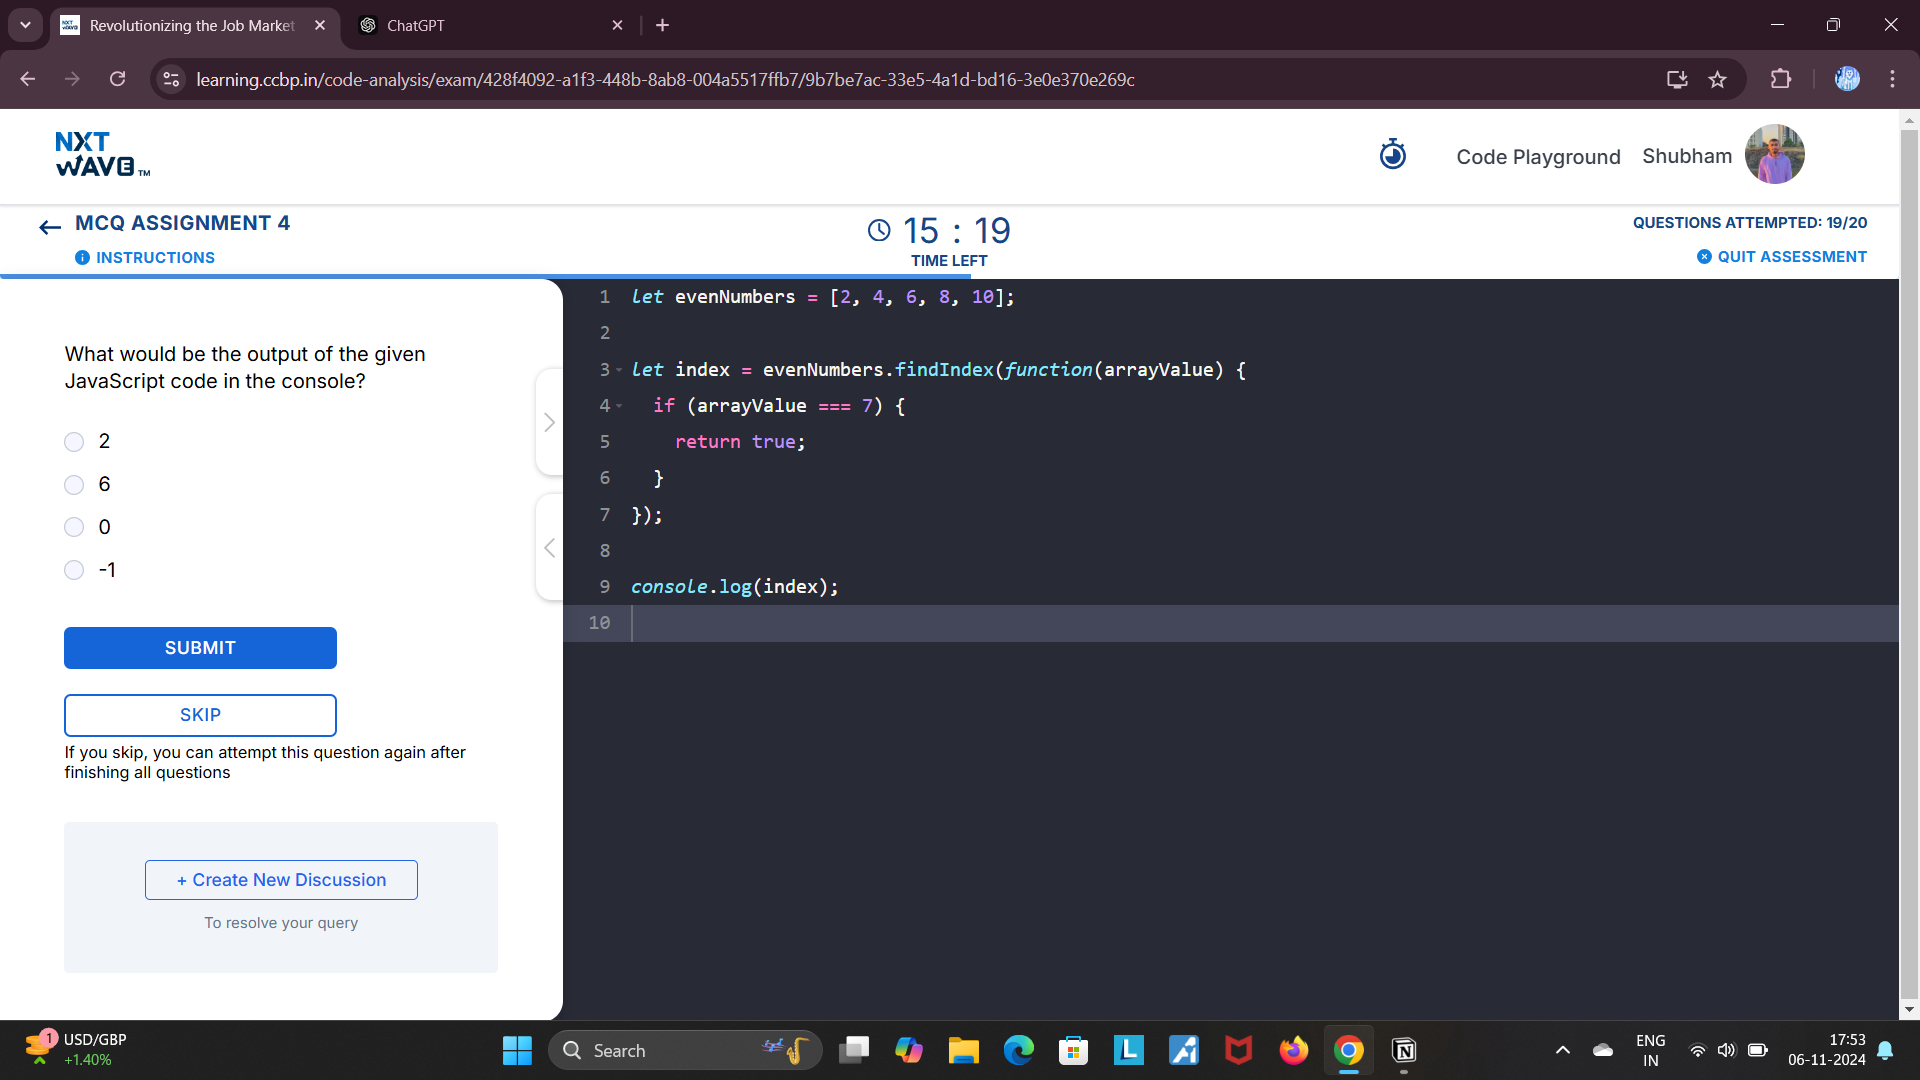 Revolutionizing the Job Market
ChatGPT
learning.ccbp.in/code-analysis/exam/428f4092-a1f3-448b-8ab8-004a5517ffb7/9b7be7ac-33e5-4a1d-bd16-3e0e370e269c
NXT
WAVE™
Code Playground
Shubham
MCQ ASSIGNMENT 4
INSTRUCTIONS
15 : 19
TIME LEFT
QUESTIONS ATTEMPTED: 19/20
QUIT ASSESSMENT
What would be the output of the given
JavaScript code in the console?
2
6
0
-1
SUBMIT
SKIP
If you skip, you can attempt this question again after
finishing all questions
+ Create New Discussion
To resolve your query
1 let evenNumbers = [2, 4, 6, 8, 10];
2
3 let index = evenNumbers.findIndex(function(arrayValue) {
4 if (arrayValue === 7) {
5 return true;
6 }
7 });
8
9 console.log(index);
10
1
USD/GBP
+1.40%
Search
ENG
IN
17:53
06-11-2024